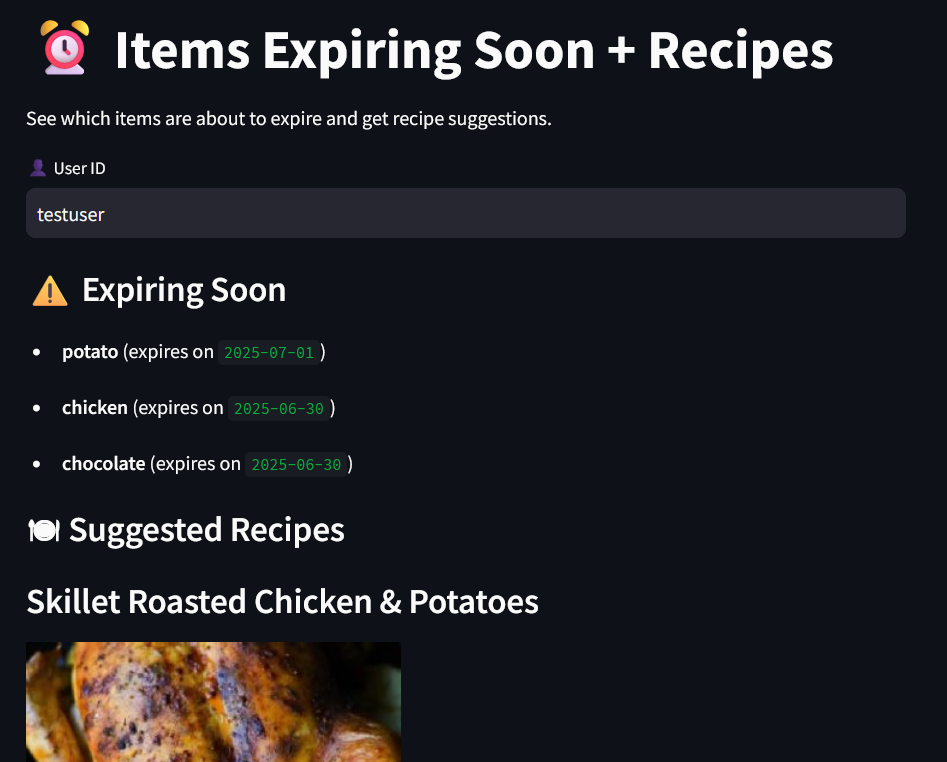 Items Expiring Soon + Recipes
See which items are about to expire and get recipe suggestions.
User ID
testuser
Expiring Soon
potato (expires on 2025-07-01)
chicken (expires on 2025-06-30)
chocolate (expires on 2025-06-30)
Suggested Recipes
Skillet Roasted Chicken & Potatoes